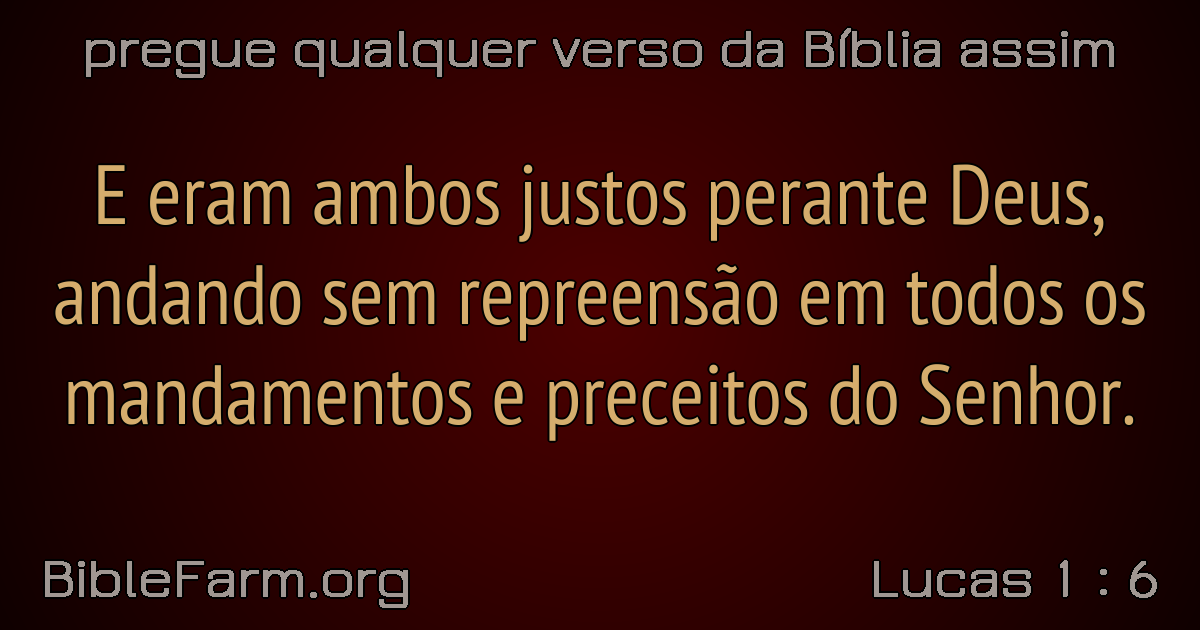 pregue qualquer verso da Bíblia assim
E eram ambos justos perante Deus,
andando sem repreensão em todos os
mandamentos e preceitos do Senhor.
BibleFarm.org
Lucas 1 : 6